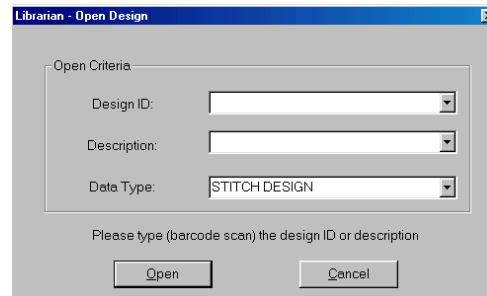 Librarian - Open Design
Open Criteria
Design ID:
Description:
Data Type: STITCH DESIGN
Please type (barcode scan) the design ID or description
Open Cancel